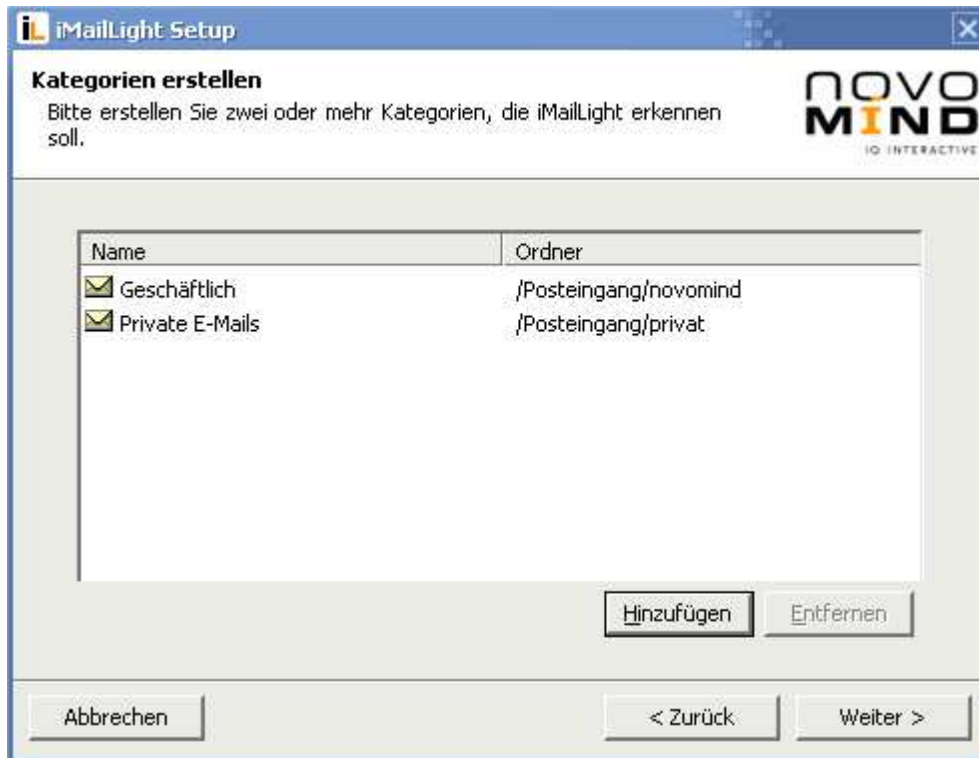 iL iMailLight Setup
Kategorien erstellen
Bitte erstellen Sie zwei oder mehr Kategorien, die iMailLight erkennen
soll.
NOVO
MIND
IQ INTERACTIVE
Name Ordner
Geschäftlich /Posteingang/novomind
Private E-Mails /Posteingang/privat
Hinzufügen Entfernen
Abbrechen < Zurück Weiter >